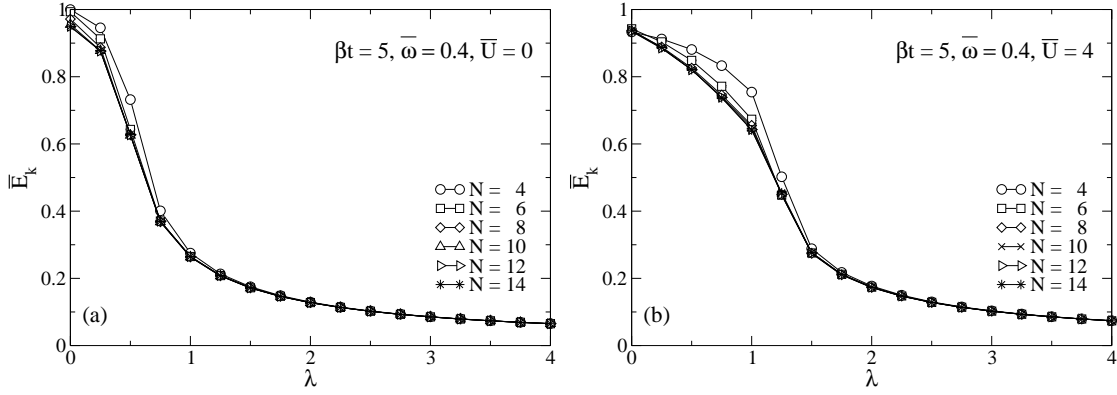 1
0.8
0.6
0.4
0.2
0
0 1 2 3 4
E̅ₖ
λ
βt = 5, ω̅ = 0.4, U̅ = 0
N = 4
N = 6
N = 8
N = 10
N = 12
N = 14
(a)
1
0.8
0.6
0.4
0.2
0
0 1 2 3 4
E̅ₖ
λ
βt = 5, ω̅ = 0.4, U̅ = 4
N = 4
N = 6
N = 8
N = 10
N = 12
N = 14
(b)